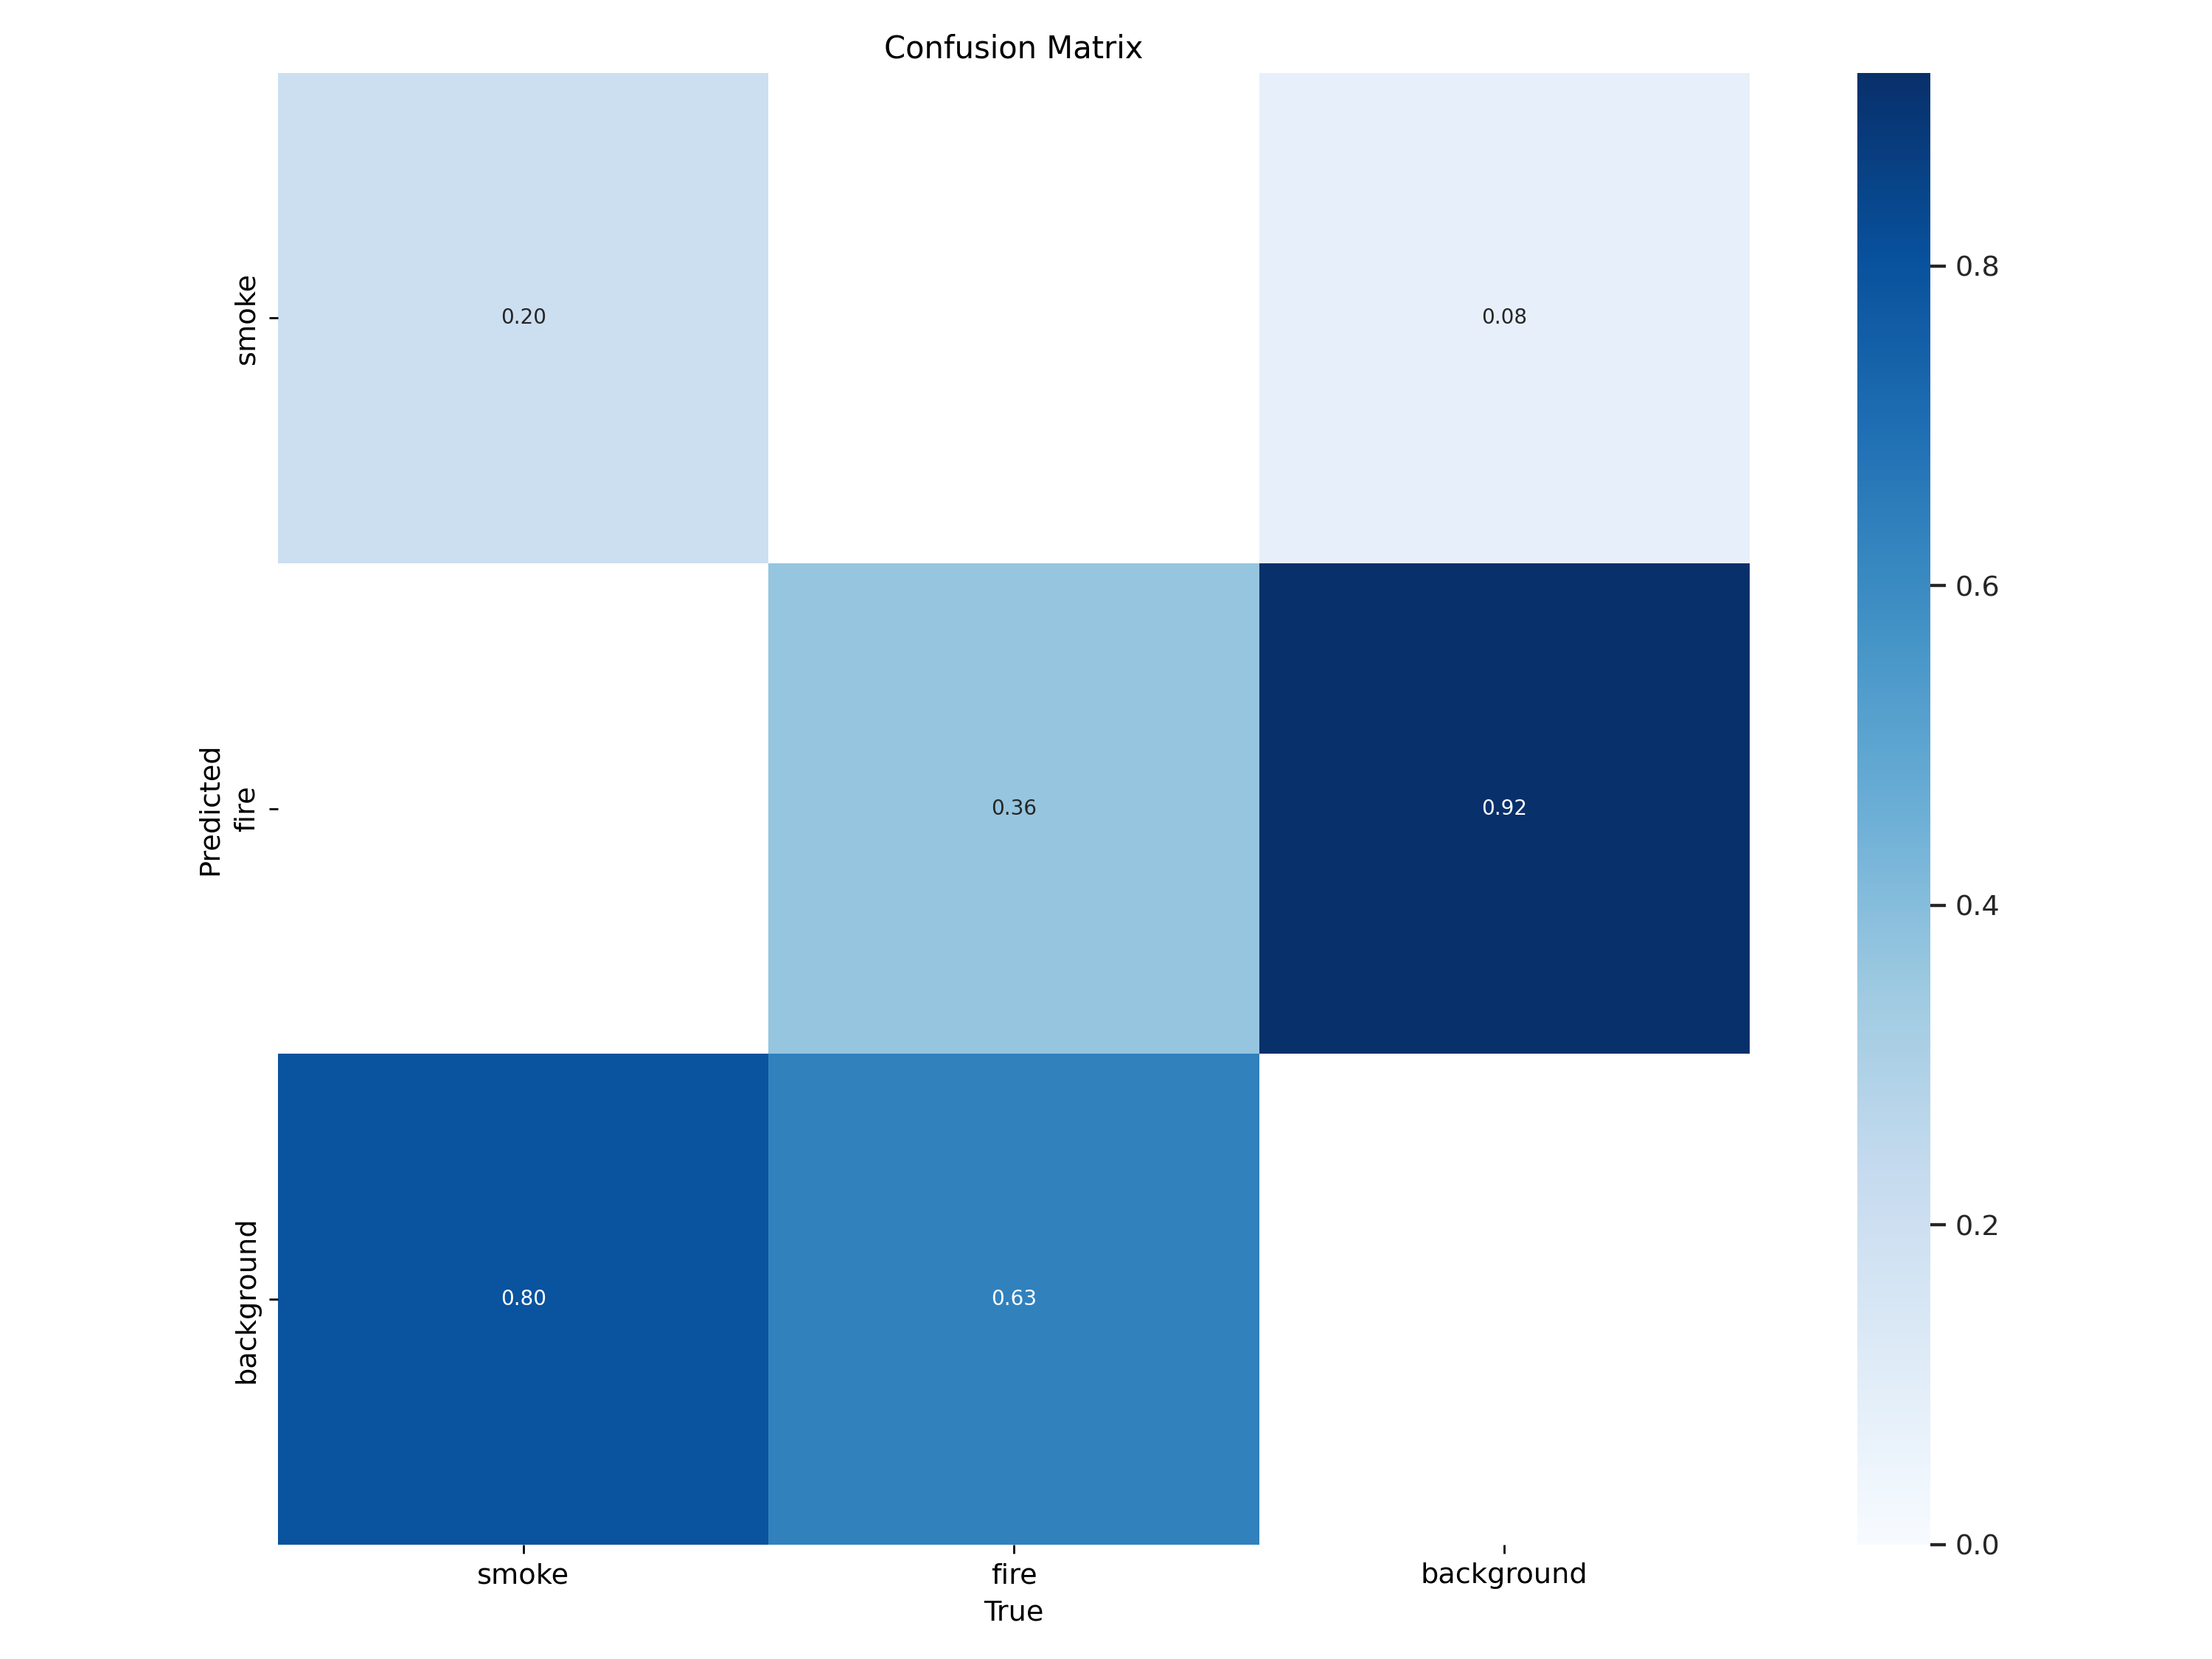 Confusion Matrix
smoke
fire
background
Predicted
0.20
0.08
0.36
0.92
0.80
0.63
smoke
fire
background
True
0.8
0.6
0.4
0.2
0.0